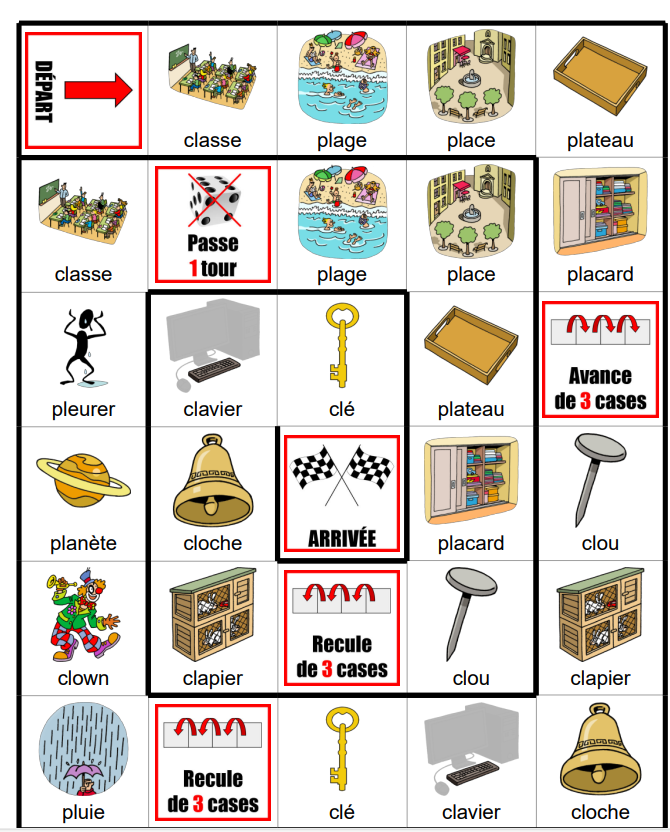 DÉPART
classe
plage
place
plateau
classe
Passe
1 tour
plage
place
placard
pleurer
clavier
clé
plateau
Avance
de 3 cases
planète
cloche
ARRIVÉE
placard
clou
clown
clapier
Recule
de 3 cases
clou
clapier
pluie
Recule
de 3 cases
clé
clavier
cloche